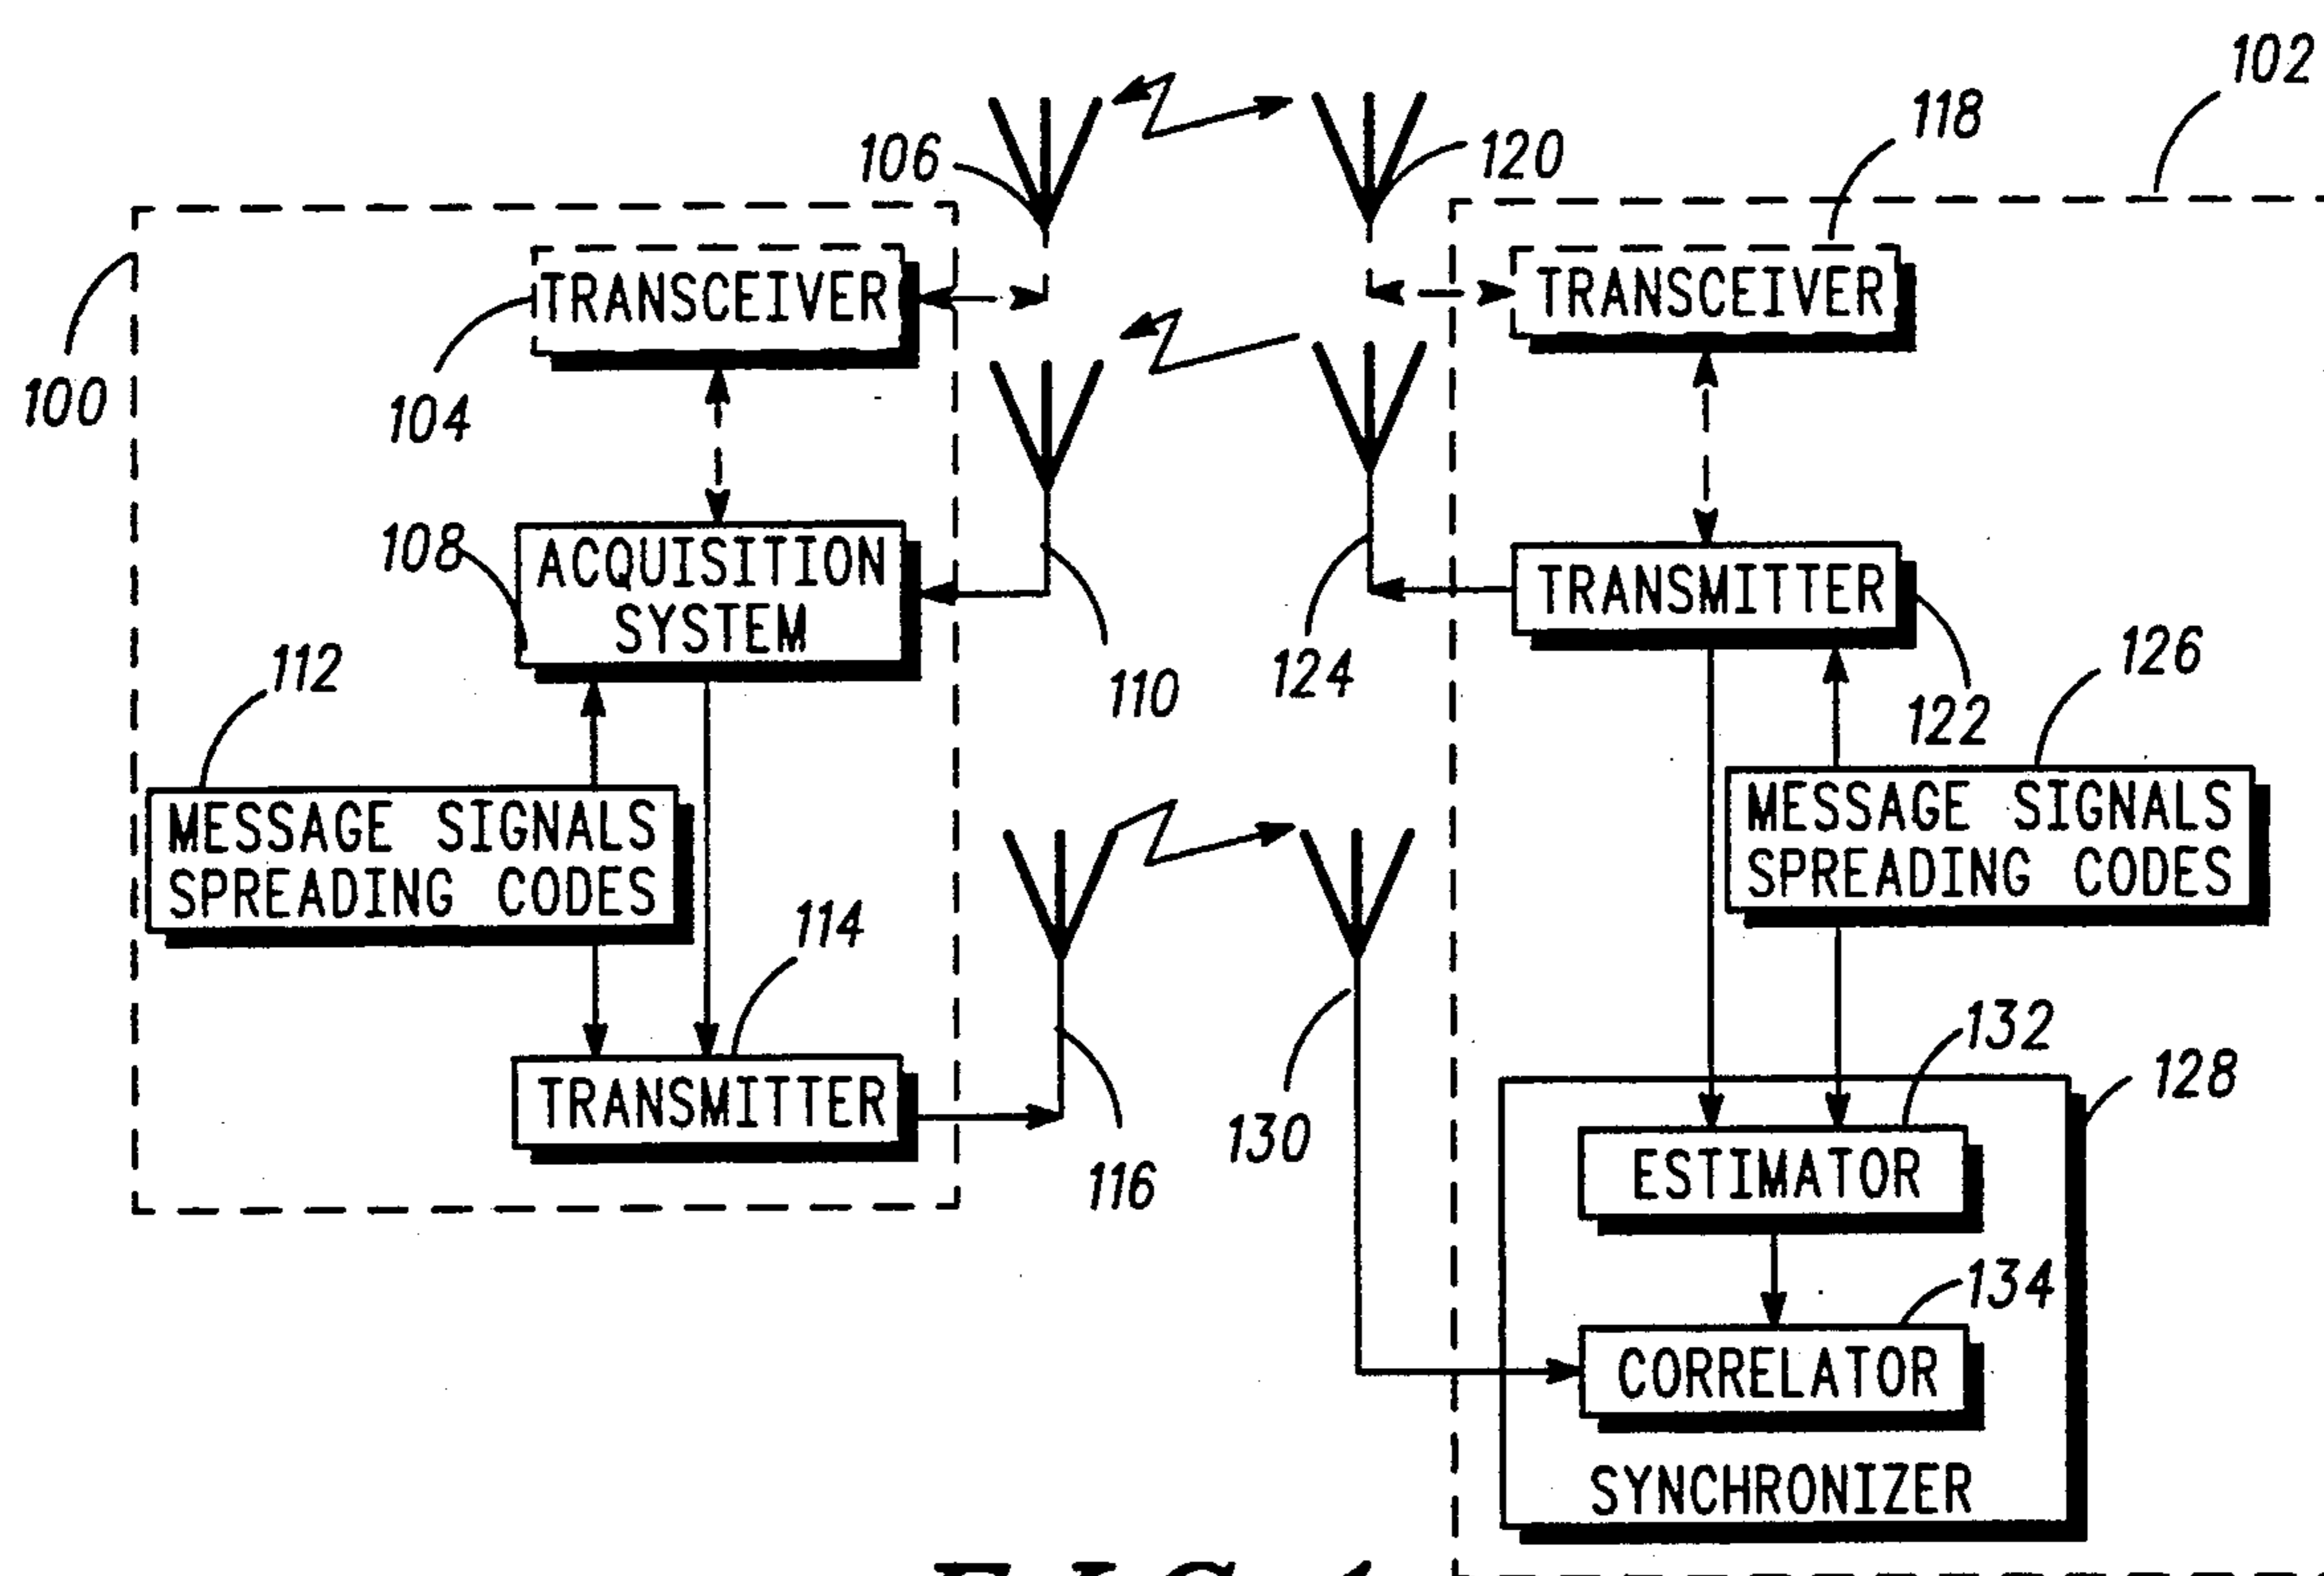 102
118
106
120
TRANSCEIVER
TRANSCEIVER
100
104
108
ACQUISITION
SYSTEM
TRANSMITTER
112
110
124
126
122
MESSAGE SIGNALS
SPREADING CODES
MESSAGE SIGNALS
SPREADING CODES
114
132
128
TRANSMITTER
130
116
ESTIMATOR
134
CORRELATOR
SYNCHRONIZER